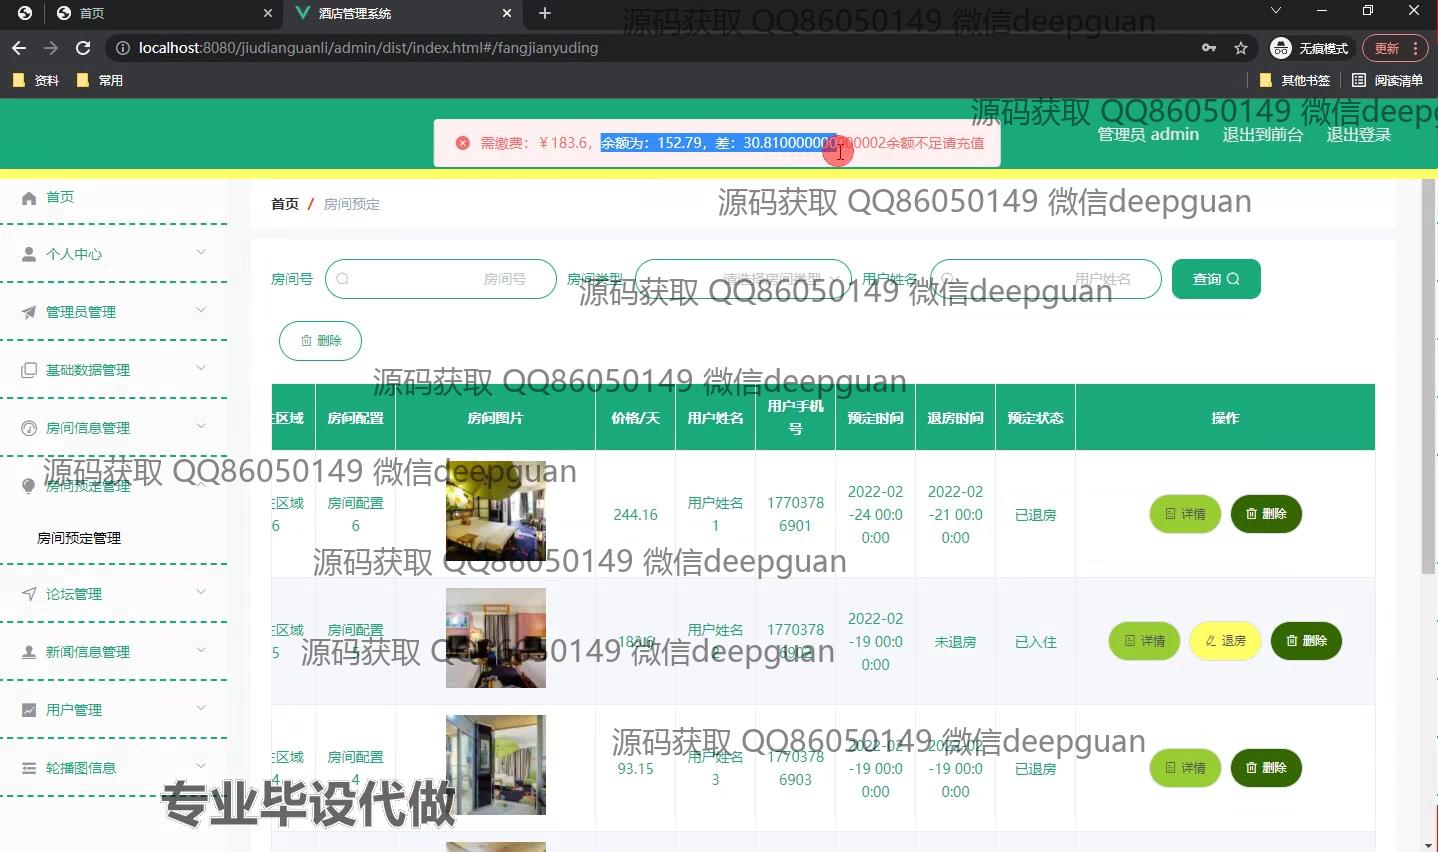 首页
酒店管理系统
源码获取 QQ86050149 微信deepguan
localhost:8080/jiudianguanli/admin/dist/index.html#/fangjianyuding
无痕模式
更新
资料
常用
其他书签
阅读清单
源码获取 QQ86050149 微信deepg
管理员 admin
退出到前台
退出登录
需缴费：￥183.6，余额为：152.79，差：30.810000000000002余额不足请充值
首页
首页 / 房间预定
源码获取 QQ86050149 微信deepguan
个人中心
管理员管理
基础数据管理
房间信息管理
房间预定管理
房间预定管理
论坛管理
新闻信息管理
用户管理
轮播图信息
房间号
房间号
房间类型
请选择房间类型
用户姓名
用户姓名
查询
源码获取 QQ86050149 微信deepguan
删除
源码获取 QQ86050149 微信deepguan
区域 房间配置 房间图片 价格/天 用户姓名 用户手机号 预定时间 退房时间 预定状态 操作
源码获取 QQ86050149 微信deepguan
区域6 房间配置6 244.16 用户姓名1 17703786901 2022-02-24 00:00:00 2022-02-21 00:00:00 已退房 详情 删除
源码获取 QQ86050149 微信deepguan
区域5 房间配置 183.6 用户姓名 17703786902 2022-02-19 00:00:00 未退房 已入住 详情 退房 删除
源码获取 QQ86050149 微信deepguan
区域4 房间配置4 93.15 用户姓名3 17703786903 2022-02-19 00:00:00 2022-02-19 00:00:00 已退房 详情 删除
源码获取 QQ86050149 微信deepguan
专业毕设代做